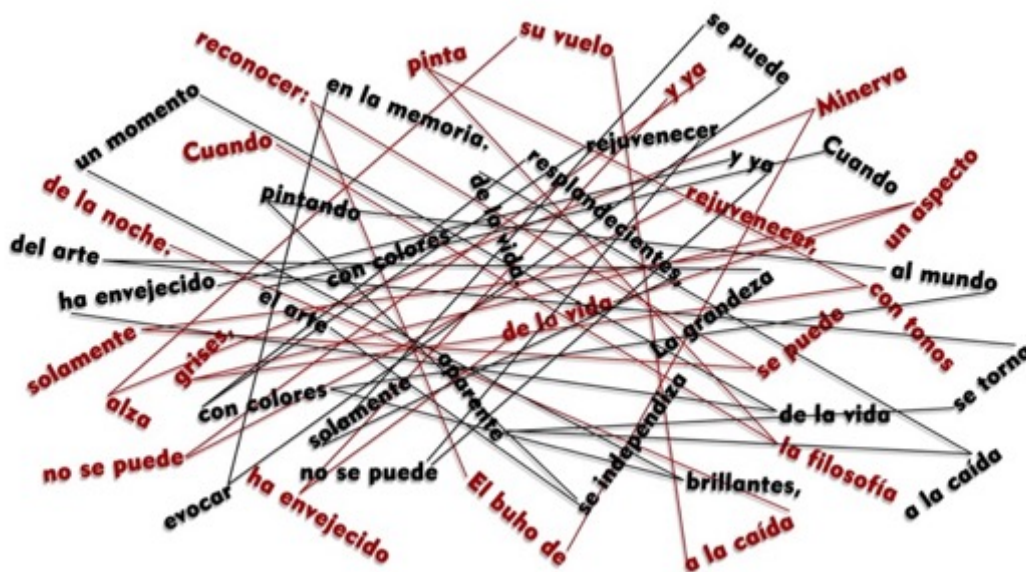 se puede
su vuelo
reconocer:
pinta
y ya
Minerva
en la memoria.
un momento
Cuando
rejuvenecer
y ya
Cuando
resplandecientes,
de la vida,
un aspecto
de la noche.
pintando
rejuvenecer,
del arte
con colores
al mundo
ha envejecido
el arte
La grandeza
con tonos
de la vida
solamente
grises,
se puede
aparente
se torna
alza
con colores
solamente
se independiza
de la vida
no se puede
no se puede
la filosofía
evocar
ha envejecido
El buho de
brillantes,
a la caída
a la caída